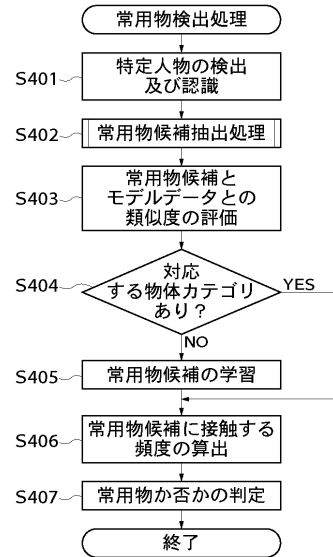 常用物検出処理
S401
特定人物の検出
及び認識
S402
常用物候補抽出処理
S403
常用物候補と
モデルデータとの
類似度の評価
S404
対応
する物体カテゴリ
あり？
YES
NO
S405
常用物候補の学習
S406
常用物候補に接触する
頻度の算出
S407
常用物か否かの判定
終了